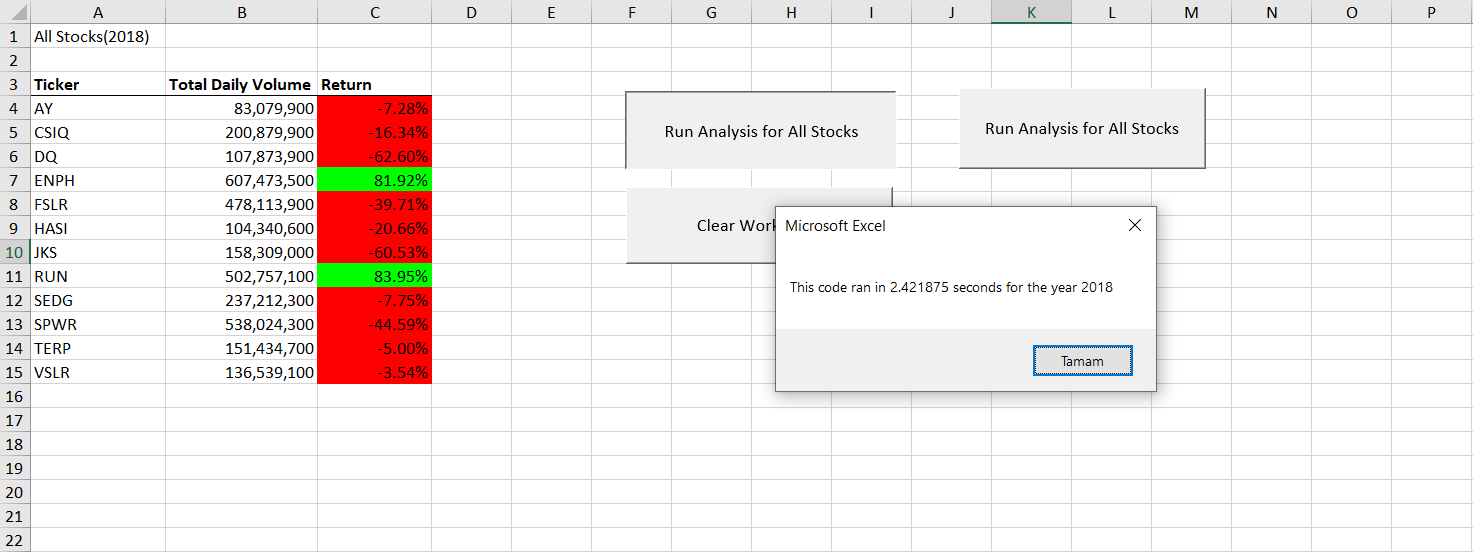 A B C D E F G H I J K L M N O P
1 All Stocks(2018)
2
3 Ticker Total Daily Volume Return
4 AY 83,079,900 -7.28%
5 CSIQ 200,879,900 -16.34%
6 DQ 107,873,900 -62.60%
7 ENPH 607,473,500 81.92%
8 FSLR 478,113,900 -39.71%
9 HASI 104,340,600 -20.66%
10 JKS 158,309,000 -60.53%
11 RUN 502,757,100 83.95%
12 SEDG 237,212,300 -7.75%
13 SPWR 538,024,300 -44.59%
14 TERP 151,434,700 -5.00%
15 VSLR 136,539,100 -3.54%
16
17
18
19
20
21
22
Run Analysis for All Stocks
Run Analysis for All Stocks
Clear Work
Microsoft Excel
This code ran in 2.421875 seconds for the year 2018
Tamam